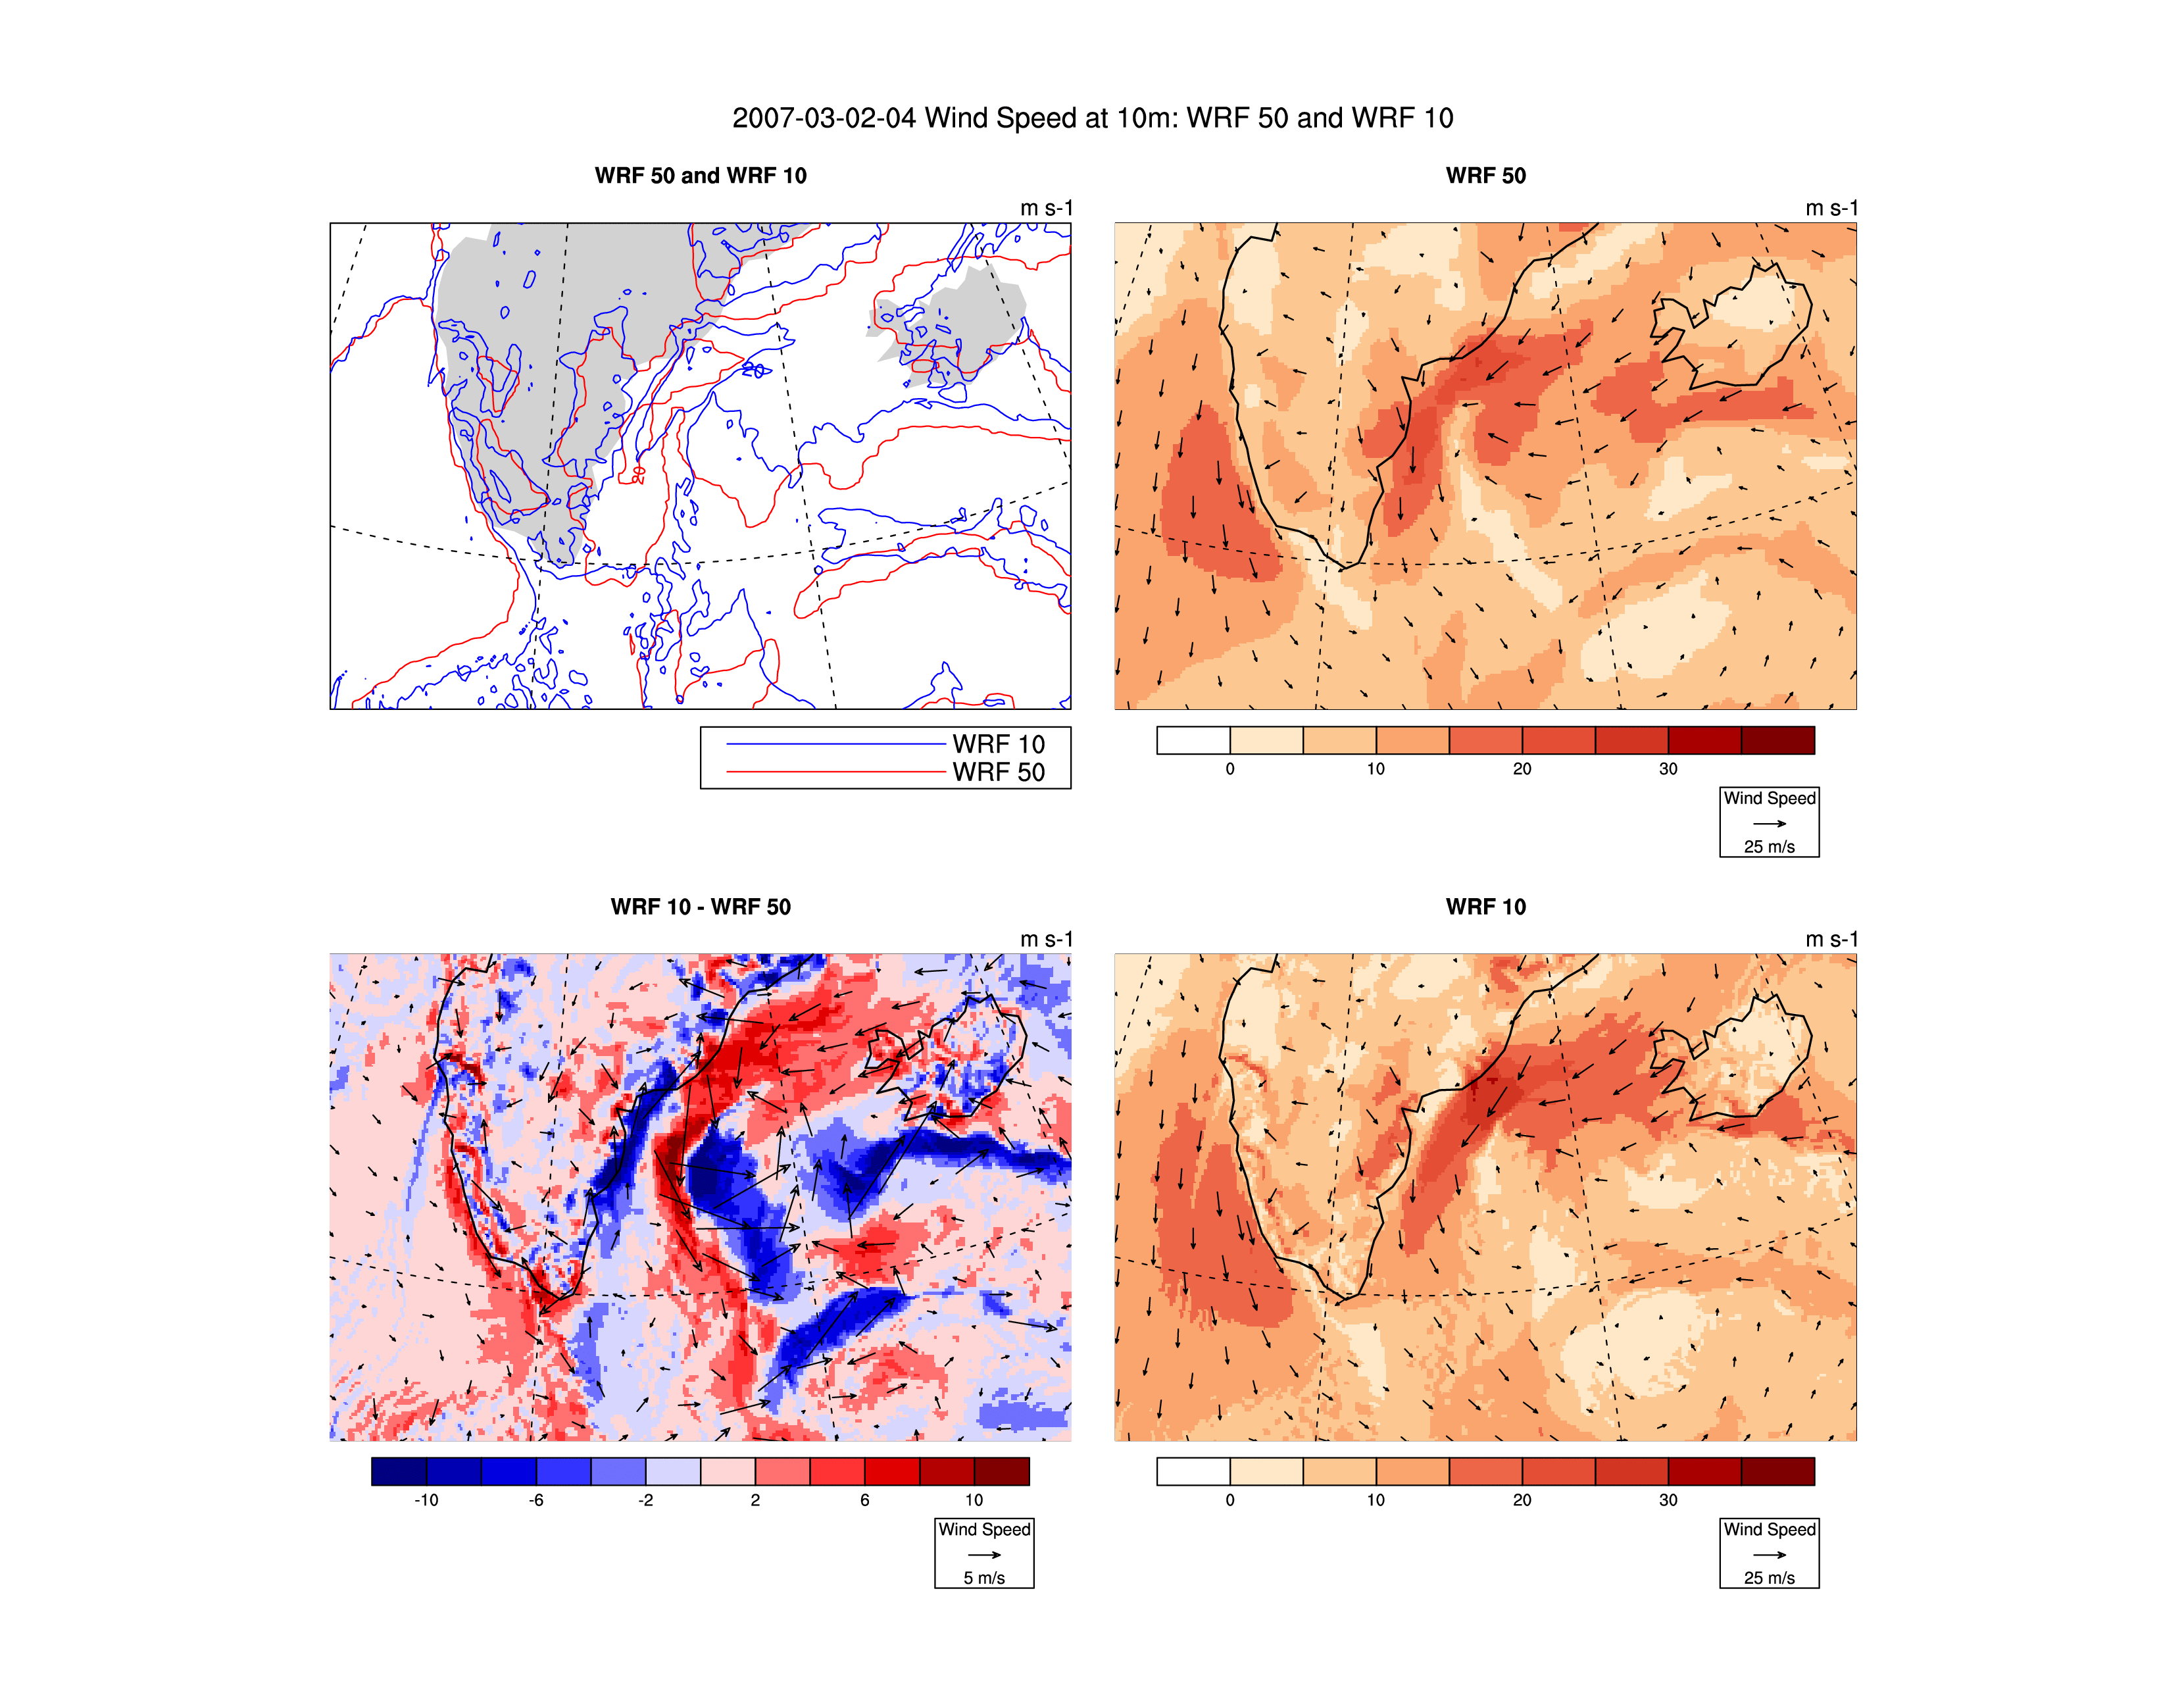 2007-03-02-04 Wind Speed at 10m: WRF 50 and WRF 10
WRF 50 and WRF 10
m s-1
20
WRF 10
WRF 50
WRF 50
m s-1
0 10 20 30
Wind Speed
25 m/s
WRF 10 - WRF 50
m s-1
-10 -6 -2 2 6 10
Wind Speed
5 m/s
WRF 10
m s-1
0 10 20 30
Wind Speed
25 m/s